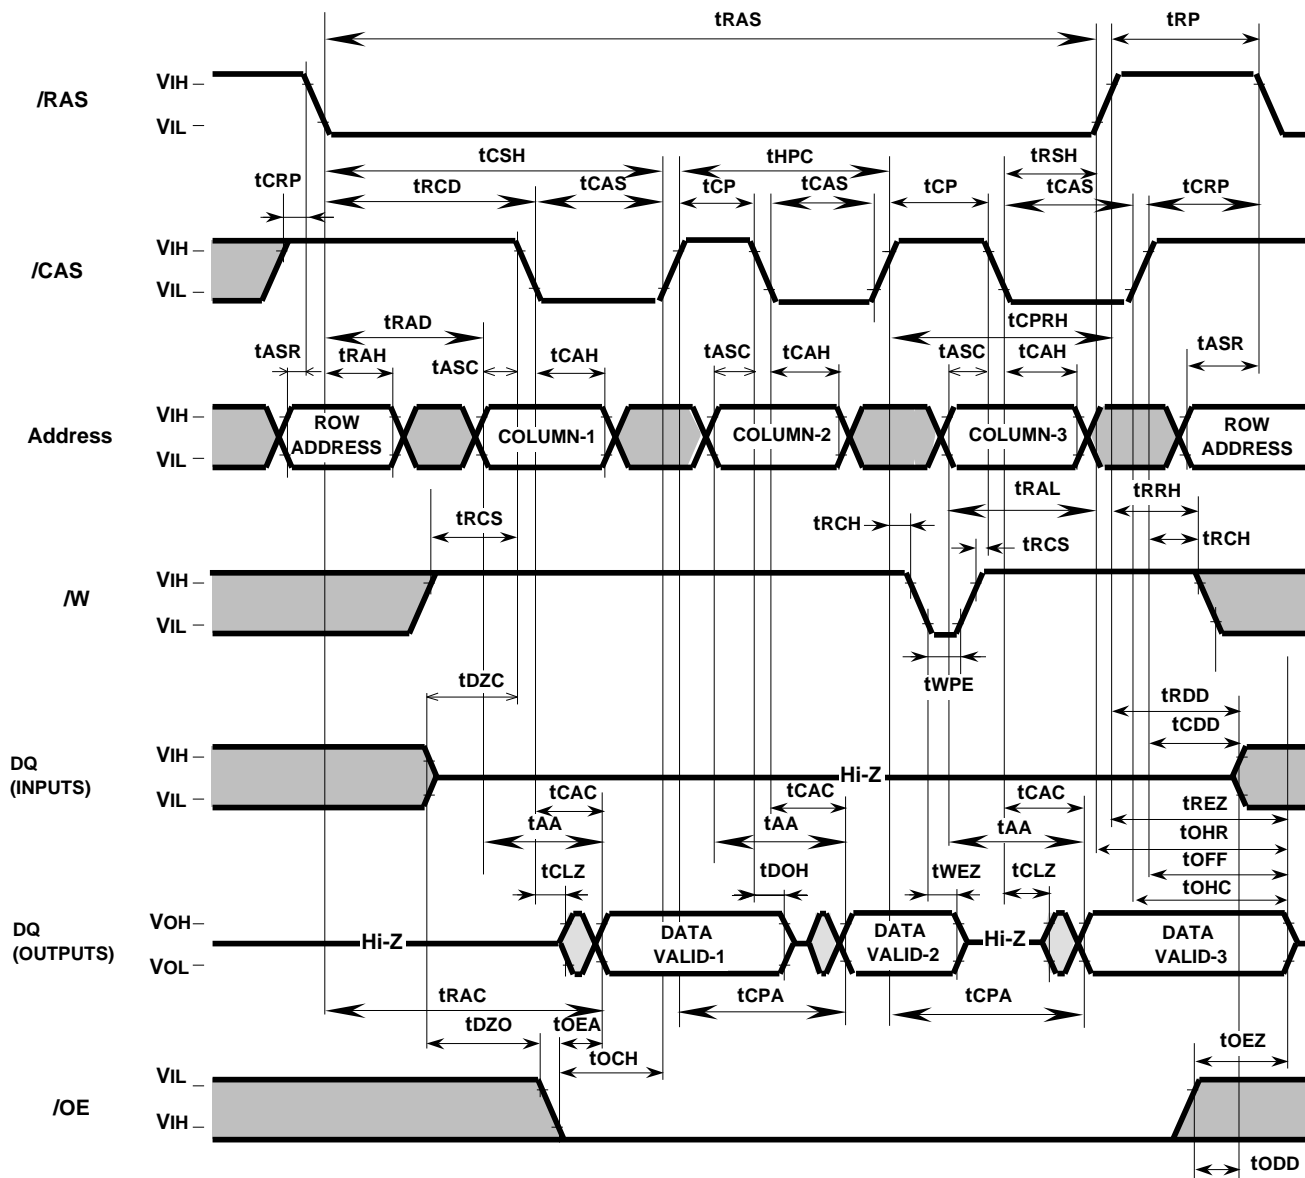 tRAS tRP
VIH
/RAS
VIL
tCSH tHPC tRSH
tCRP tRCD tCAS tCP tCAS tCP tCAS tCRP
VIH
/CAS
VIL
tRAD tCPRH
tASR tRAH tASC tCAH tASC tCAH tASC tCAH tASR
VIH
Address ROW ADDRESS COLUMN-1 COLUMN-2 COLUMN-3 ROW ADDRESS
VIL
tRAL tRRH
tRCS tRCH tRCS tRCH
VIH
/W
VIL
tDZC tWPE tRDD
tCDD
VIH
DQ
(INPUTS) Hi-Z
VIL
tCAC tCAC tCAC tREZ
tAA tAA tAA tOHR
tCLZ tDOH tWEZ tCLZ tOFF
tOHC
VOH
DQ
(OUTPUTS) Hi-Z DATA VALID-1 DATA VALID-2 Hi-Z DATA VALID-3
VOL
tRAC tCPA tCPA
tDZO tOEA tOEZ
tOCH
VIL
/OE
VIH
tODD